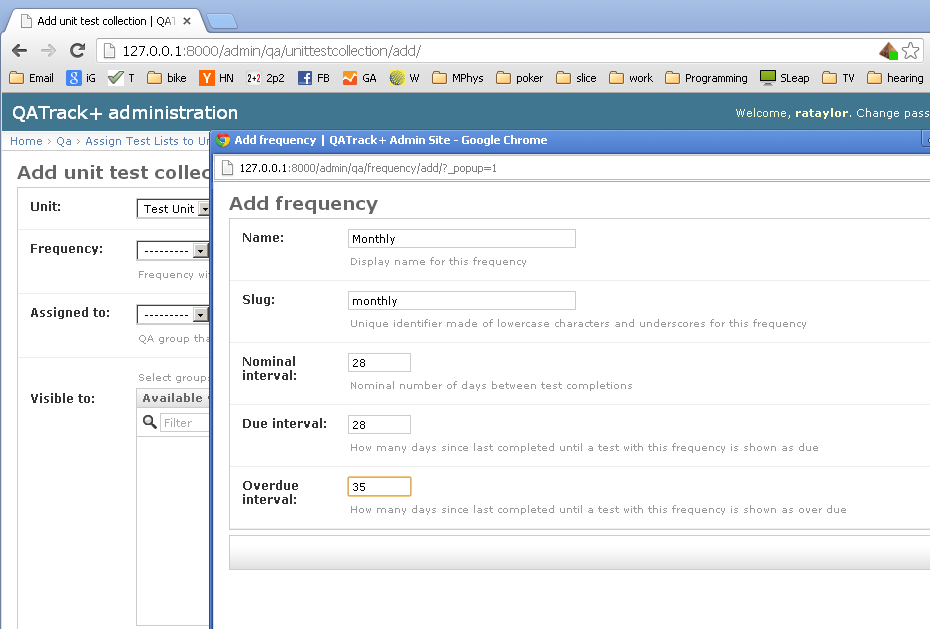 Add unit test collection | QAT
127.0.0.1:8000/admin/qa/unittestcollection/add/
Email iG T bike HN 2+2 2p2 FB GA W MPhys poker slice work Programming SLeap TV hearing
QATrack+ administration
Welcome, rataylor. Change pass
Home › Qa › Assign Test Lists to Un
Add frequency | QATrack+ Admin Site - Google Chrome
127.0.0.1:8000/admin/qa/frequency/add/?_popup=1
Add unit test collec
Unit: Test Unit
Frequency: ---------
Frequency wi
Assigned to: ---------
QA group tha
Select group
Visible to:
Available
Filter
Add frequency
Name: Monthly
Display name for this frequency
Slug: monthly
Unique identifier made of lowercase characters and underscores for this frequency
Nominal
interval: 28
Nominal number of days between test completions
Due interval: 28
How many days since last completed until a test with this frequency is shown as due
Overdue
interval: 35
How many days since last completed until a test with this frequency is shown as over due